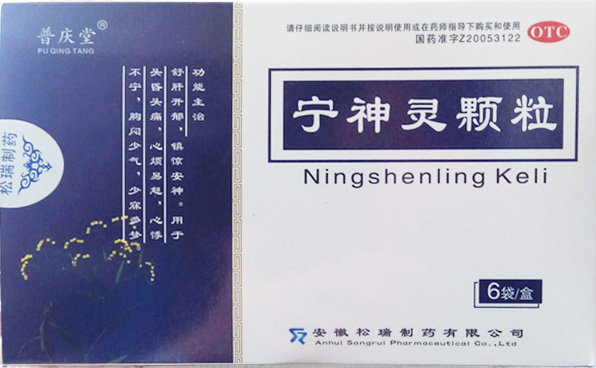 普庆堂®
PU QING TANG
功能主治
舒肝开郁，镇惊安神。用于
头昏头痛，心烦易怒，心悸
不宁，胸闷少气，少寐多梦
松瑞制药
请仔细阅读说明书并按说明使用或在药师指导下购买和使用
国药准字Z20053122
OTC
宁神灵颗粒
Ningshenling Keli
6袋/盒
安徽松瑞制药有限公司
Anhui Songrui Pharmaceutical Co.,Ltd